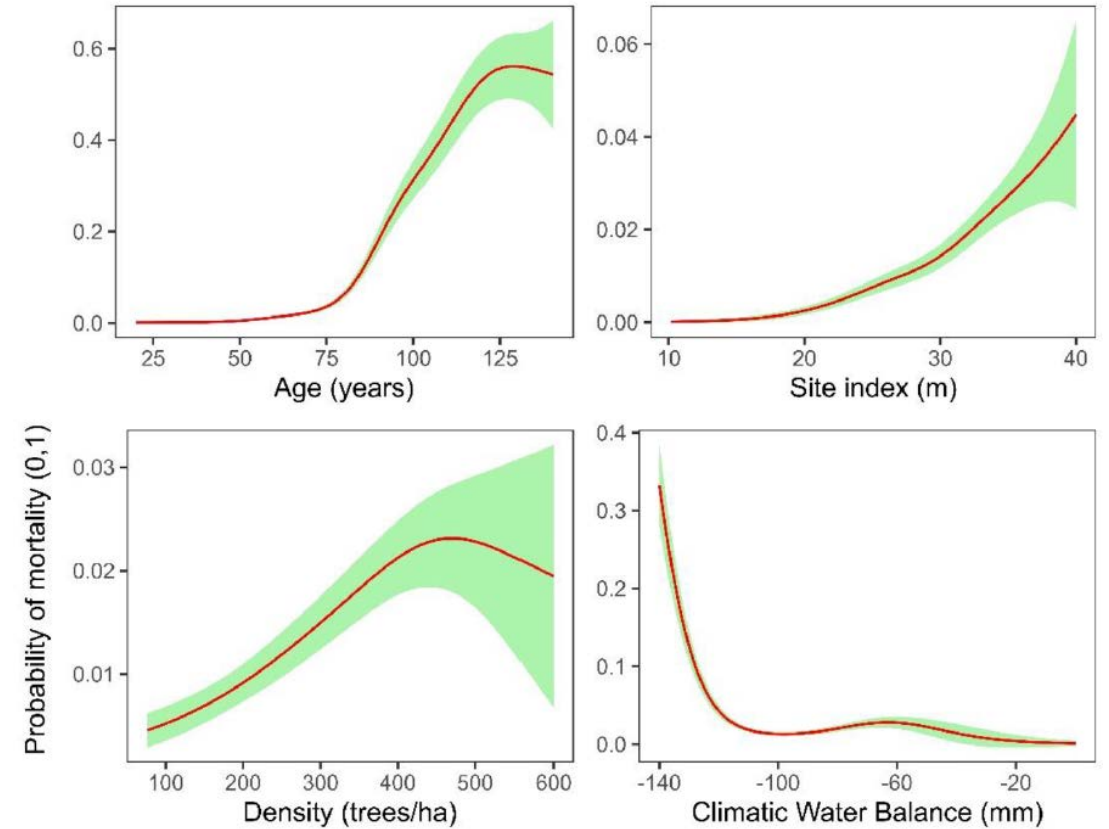 0.6
0.4
0.2
0.0
25 50 75 100 125
Age (years)
0.06
0.04
0.02
0.00
10 20 30 40
Site index (m)
Probability of mortality (0,1)
0.03
0.02
0.01
100 200 300 400 500 600
Density (trees/ha)
0.4
0.3
0.2
0.1
0.0
-140 -100 -60 -20
Climatic Water Balance (mm)